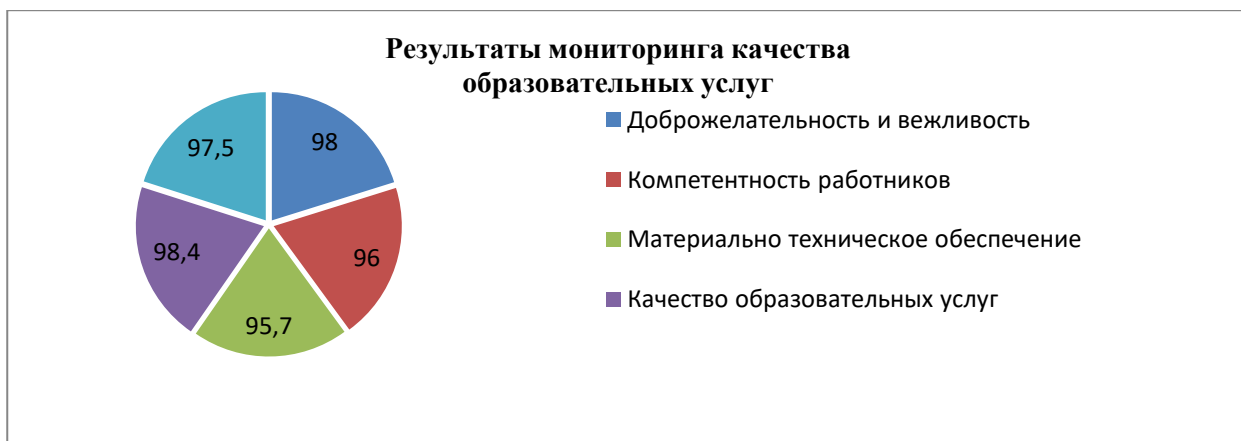 Результаты мониторинга качества
образовательных услуг
98
96
95,7
98,4
97,5
Доброжелательность и вежливость
Компетентность работников
Материально техническое обеспечение
Качество образовательных услуг